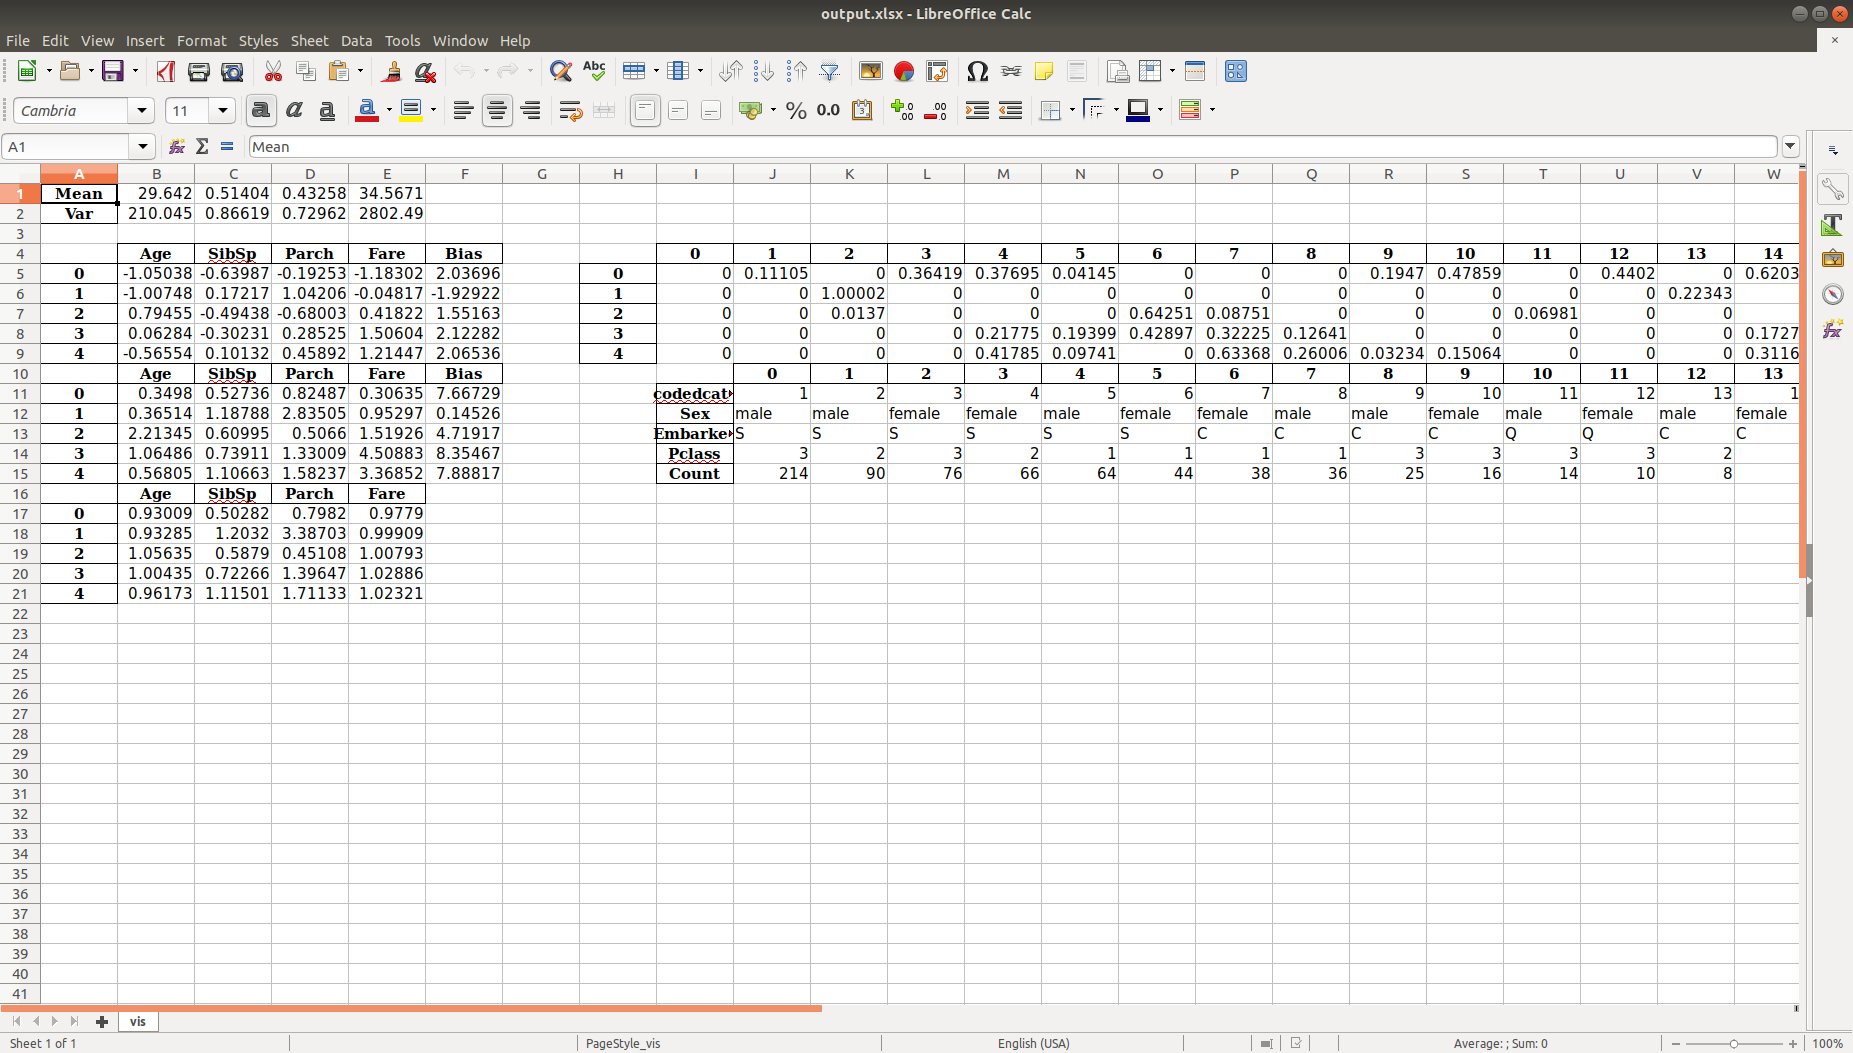 output.xlsx - LibreOffice Calc
File Edit View Insert Format Styles Sheet Data Tools Window Help
Cambria 11
A1 Mean
A B C D E F G H I J K L M N O P Q R S T U V W
1 Mean 29.642 0.51404 0.43258 34.5671
2 Var 210.045 0.86619 0.72962 2802.49
3
4 Age SibSp Parch Fare Bias 0 1 2 3 4 5 6 7 8 9 10 11 12 13 14
5 0 -1.05038 -0.63987 -0.19253 -1.18302 2.03696 0 0 0.11105 0 0.36419 0.37695 0.04145 0 0 0 0.1947 0.47859 0 0.4402 0 0.6203
6 1 -1.00748 0.17217 1.04206 -0.04817 -1.92922 1 0 0 1.00002 0 0 0 0 0 0 0 0 0 0 0.22343
7 2 0.79455 -0.49438 -0.68003 0.41822 1.55163 2 0 0 0.0137 0 0 0 0.64251 0.08751 0 0 0 0.06981 0 0
8 3 0.06284 -0.30231 0.28525 1.50604 2.12282 3 0 0 0 0 0.21775 0.19399 0.42897 0.32225 0.12641 0 0 0 0 0 0.1727
9 4 -0.56554 0.10132 0.45892 1.21447 2.06536 4 0 0 0 0 0.41785 0.09741 0 0.63368 0.26006 0.03234 0.15064 0 0 0 0.3116
10 Age SibSp Parch Fare Bias 0 1 2 3 4 5 6 7 8 9 10 11 12 13
11 0 0.3498 0.52736 0.82487 0.30635 7.66729 codedcat 1 2 3 4 5 6 7 8 9 10 11 12 13 1
12 1 0.36514 1.18788 2.83505 0.95297 0.14526 Sex male male female female male female female male male female male female male female
13 2 2.21345 0.60995 0.5066 1.51926 4.71917 Embarke S S S S S S C C C C Q Q C C
14 3 1.06486 0.73911 1.33009 4.50883 8.35467 Pclass 3 2 3 2 1 1 1 1 3 3 3 3 2
15 4 0.56805 1.10663 1.58237 3.36852 7.88817 Count 214 90 76 66 64 44 38 36 25 16 14 10 8
16 Age SibSp Parch Fare
17 0 0.93009 0.50282 0.7982 0.9779
18 1 0.93285 1.2032 3.38703 0.99909
19 2 1.05635 0.5879 0.45108 1.00793
20 3 1.00435 0.72266 1.39647 1.02886
21 4 0.96173 1.11501 1.71133 1.02321
22
23
24
25
26
27
28
29
30
31
32
33
34
35
36
37
38
39
40
41
vis
Sheet 1 of 1 PageStyle_vis English (USA) Average: ; Sum: 0 100%